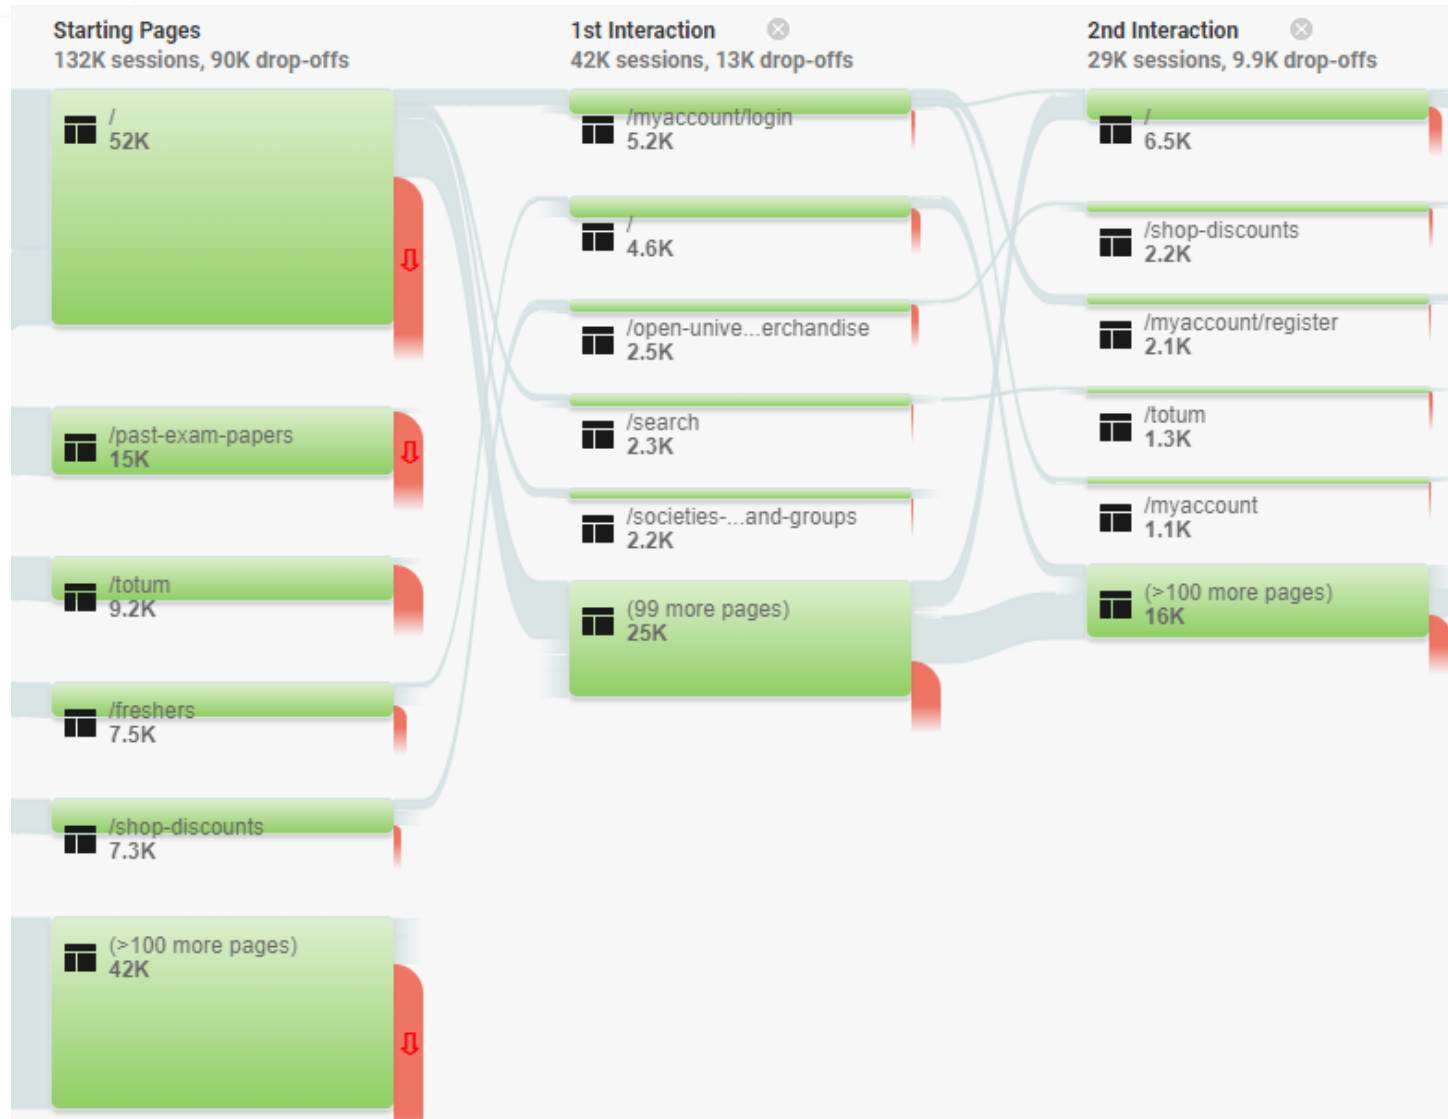 Starting Pages
132K sessions, 90K drop-offs
/
52K
/past-exam-papers
15K
/totum
9.2K
/freshers
7.5K
/shop-discounts
7.3K
(>100 more pages)
42K
1st Interaction
42K sessions, 13K drop-offs
/myaccount/login
5.2K
/
4.6K
/open-unive...erchandise
2.5K
/search
2.3K
/societies-...and-groups
2.2K
(99 more pages)
25K
2nd Interaction
29K sessions, 9.9K drop-offs
/
6.5K
/shop-discounts
2.2K
/myaccount/register
2.1K
/totum
1.3K
/myaccount
1.1K
(>100 more pages)
16K